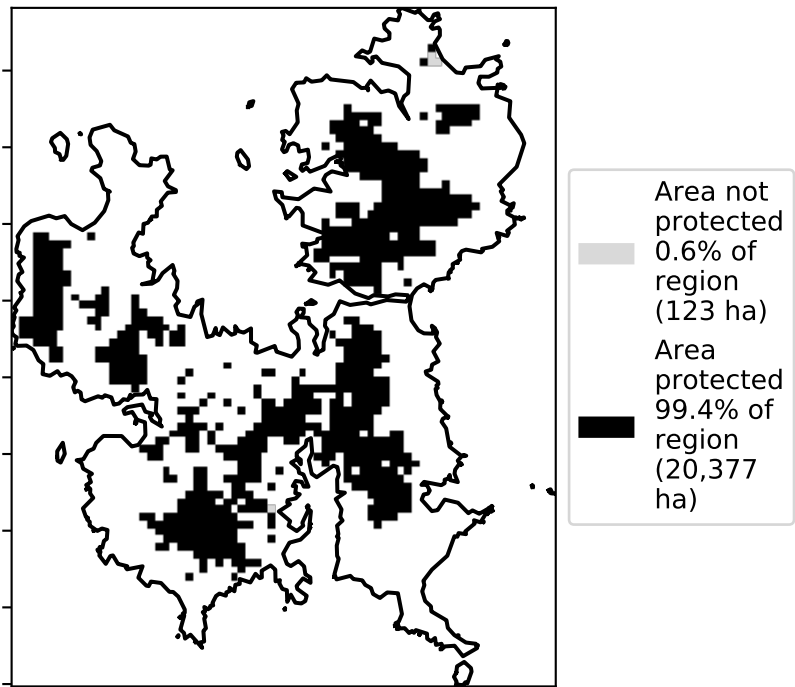 Area not
protected
0.6% of
region
(123 ha)
Area
protected
99.4% of
region
(20,377
ha)